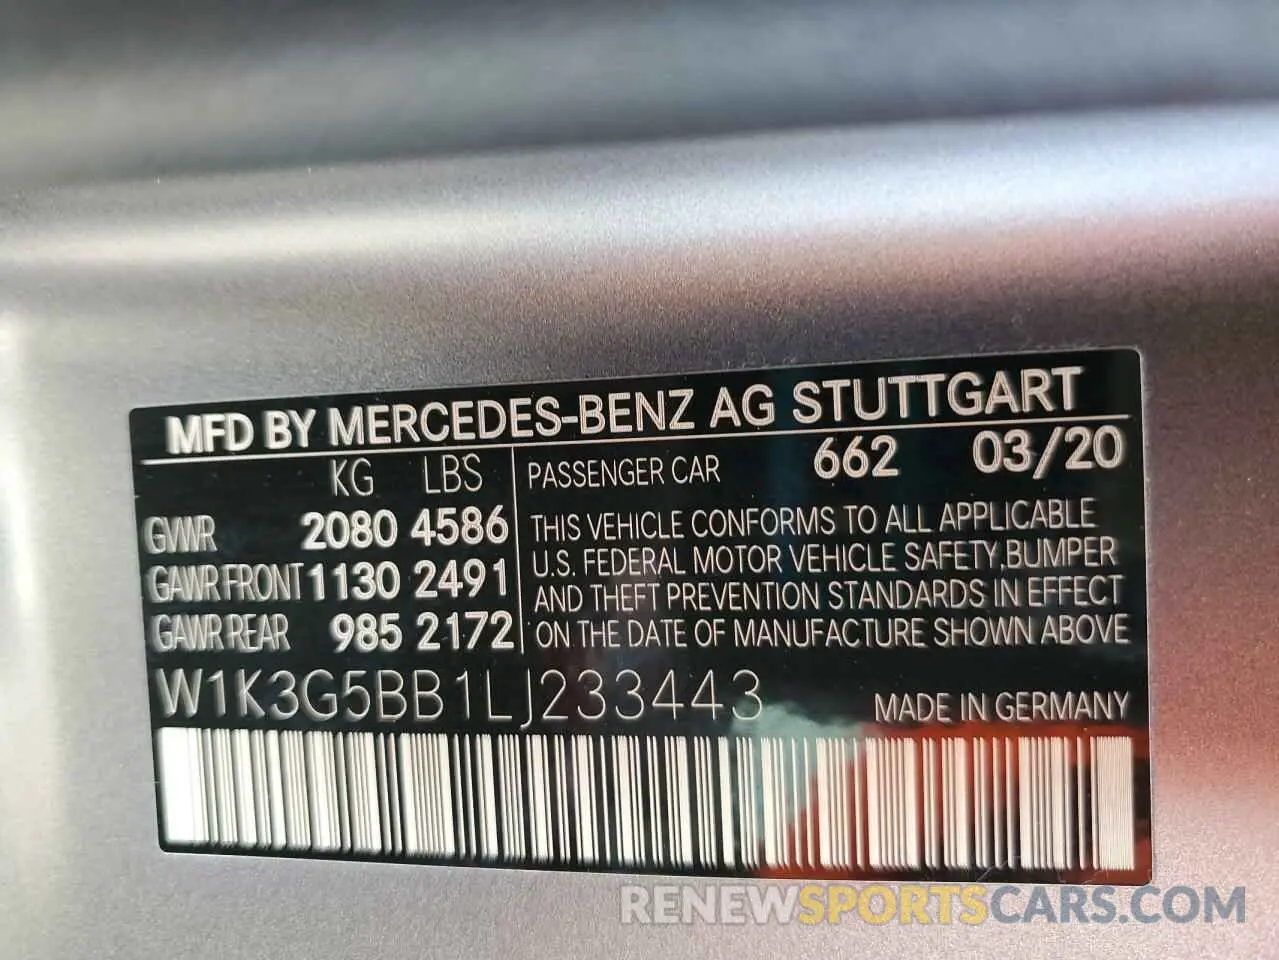 MFD BY MERCEDES-BENZ AG STUTTGART
KG LBS PASSENGER CAR 662 03/20
GVWR 2080 4586 THIS VEHICLE CONFORMS TO ALL APPLICABLE
GAWR FRONT 1130 2491 U.S. FEDERAL MOTOR VEHICLE SAFETY, BUMPER
AND THEFT PREVENTION STANDARDS IN EFFECT
GAWR REAR 985 2172 ON THE DATE OF MANUFACTURE SHOWN ABOVE
W1K3G5BB1LJ233443 MADE IN GERMANY
RENEWSPORTSCARS.COM